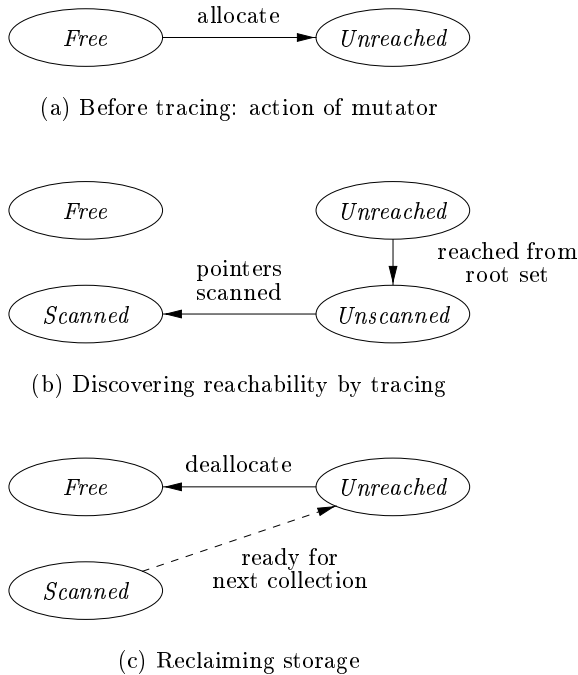 allocate
Free
Unreached
(a) Before tracing: action of mutator
Free
Unreached
reached from
root set
pointers
scanned
Scanned
Unscanned
(b) Discovering reachability by tracing
deallocate
Free
Unreached
ready for
next collection
Scanned
(c) Reclaiming storage